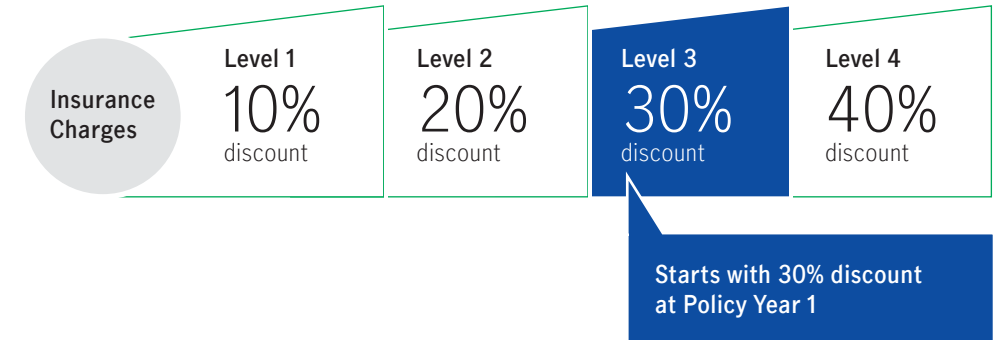 Insurance
Charges
Level 1
10%
discount
Level 2
20%
discount
Level 3
30%
discount
Level 4
40%
discount
Starts with 30% discount
at Policy Year 1